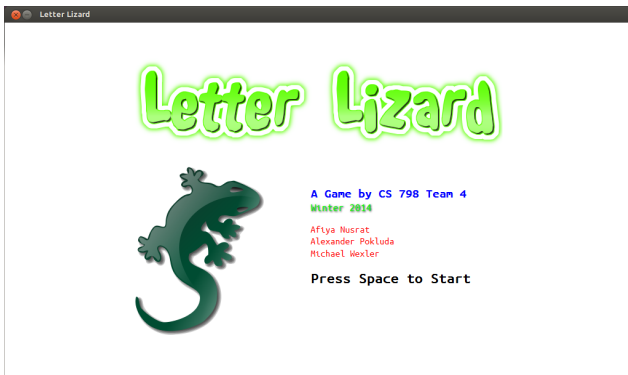 Letter Lizard
Letter Lizard
A Game by CS 798 Team 4
Winter 2014
Afiya Nusrat
Alexander Pokluda
Michael Wexler
Press Space to Start